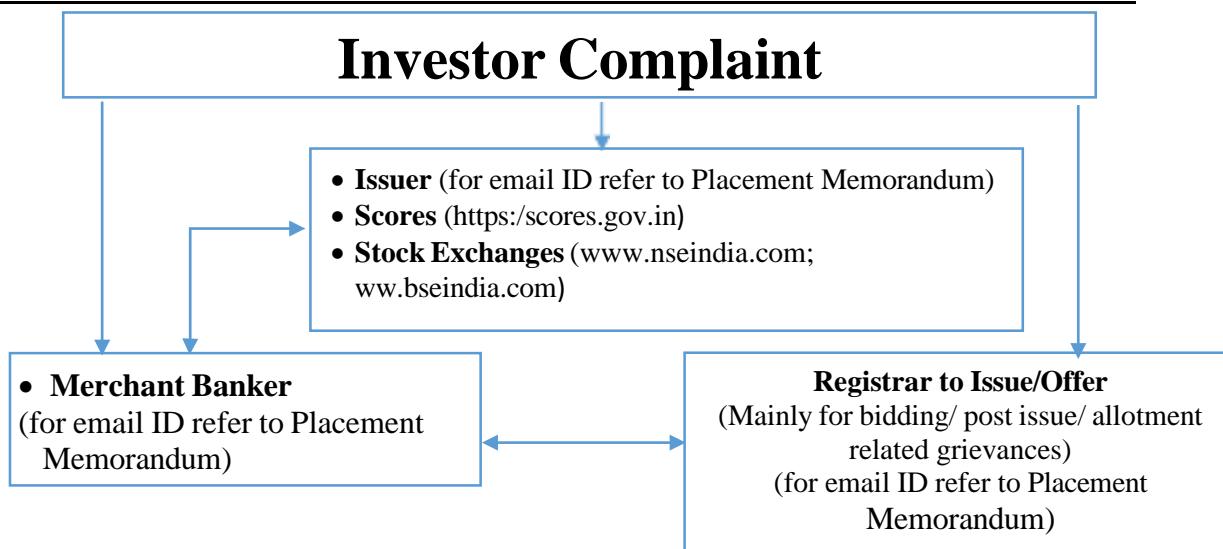 Investor Complaint
• Issuer (for email ID refer to Placement Memorandum)
• Scores (https:/scores.gov.in)
• Stock Exchanges (www.nseindia.com;
ww.bseindia.com)
• Merchant Banker
(for email ID refer to Placement
Memorandum)
Registrar to Issue/Offer
(Mainly for bidding/ post issue/ allotment
related grievances)
(for email ID refer to Placement
Memorandum)